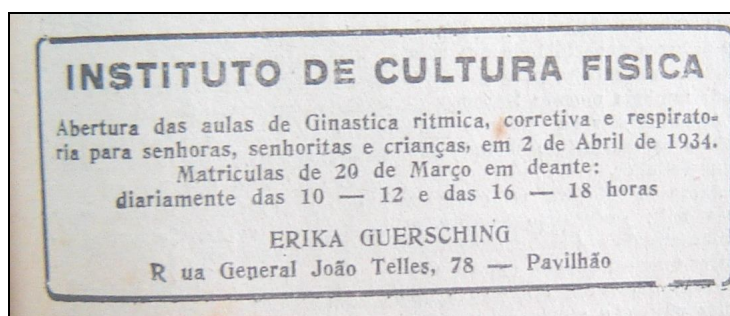 INSTITUTO DE CULTURA FISICA
Abertura das aulas de Ginastica ritmica, corretiva e respirato-
ria para senhoras, senhoritas e crianças, em 2 de Abril de 1934.
Matriculas de 20 de Março em deante:
diariamente das 10 — 12 e das 16 — 18 horas
ERIKA GUERSCHING
R ua General João Telles, 78 — Pavilhão